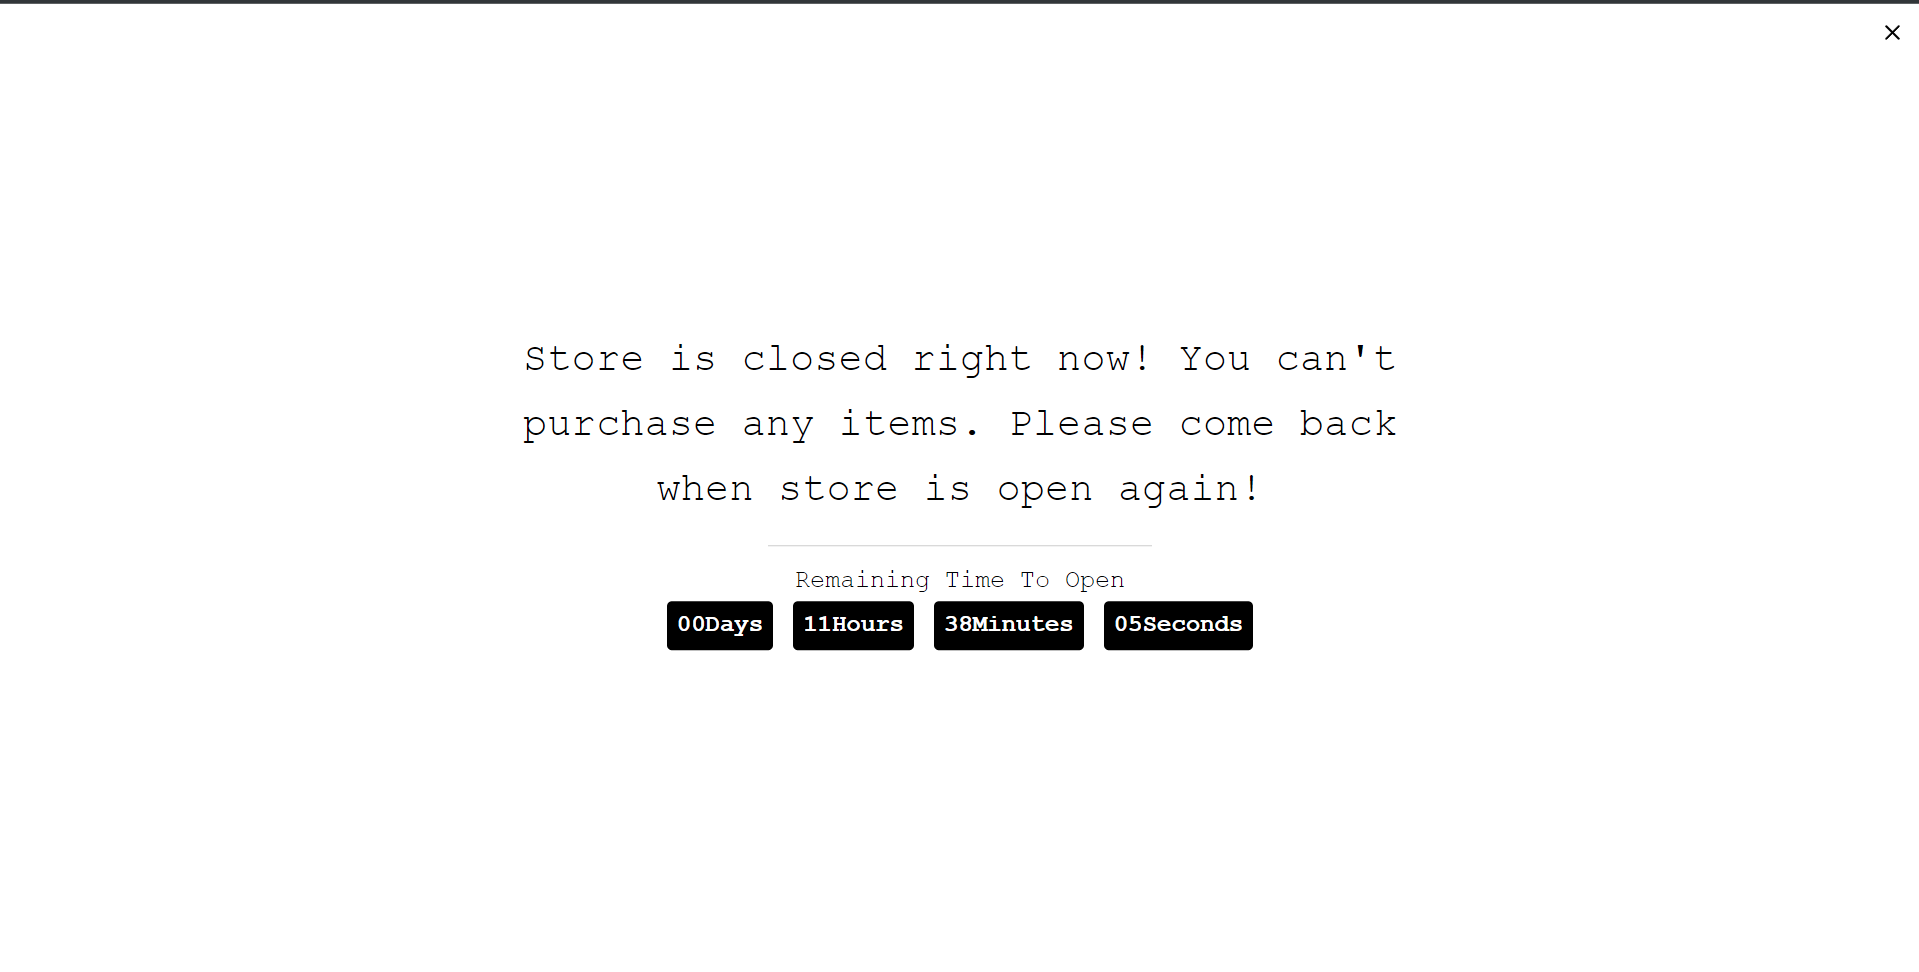 Store is closed right now! You can't
purchase any items. Please come back
when store is open again!
Remaining Time To Open
00Days 11Hours 38Minutes 05Seconds